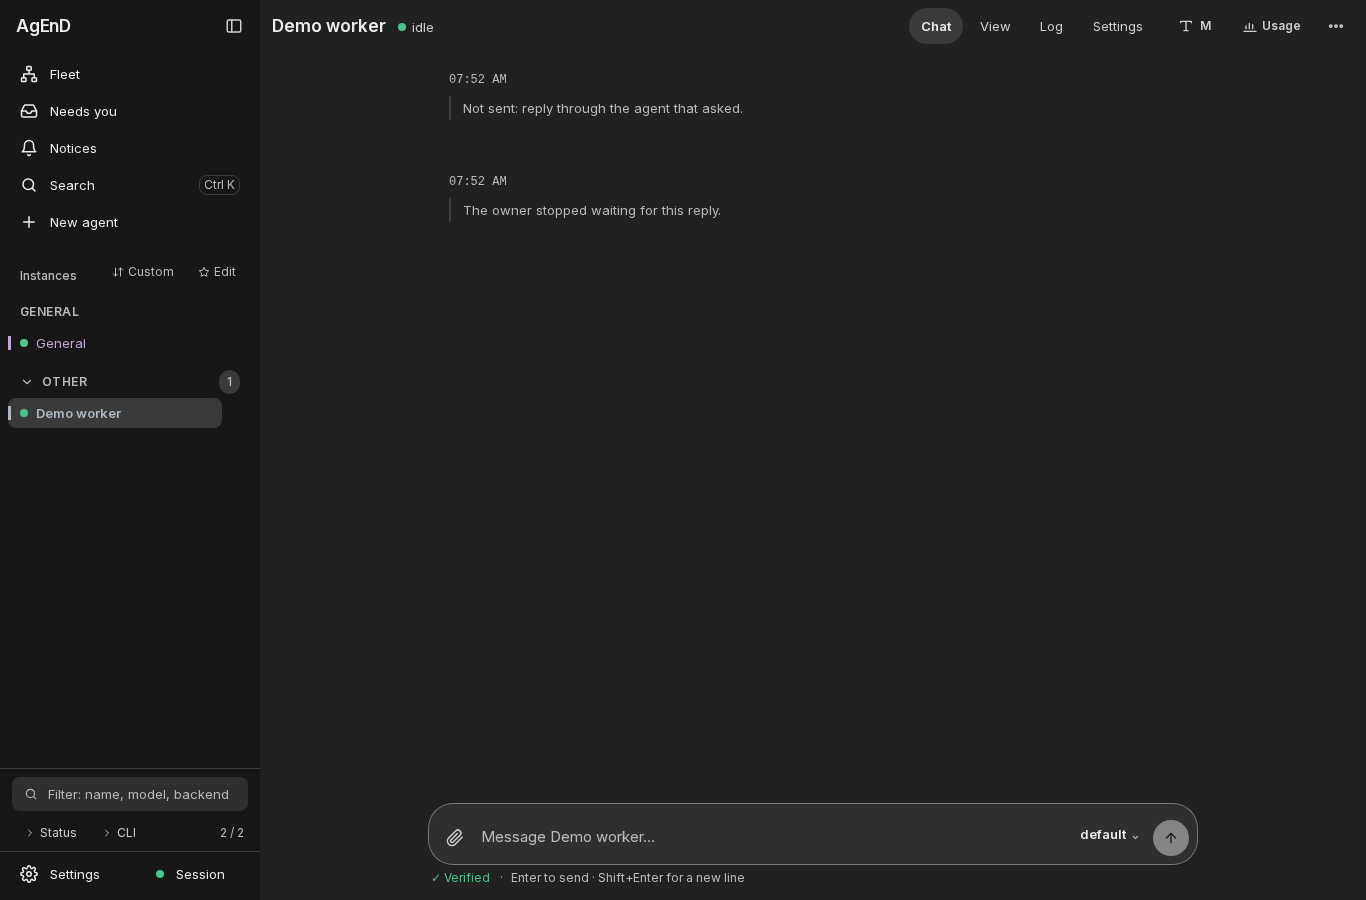 AgEnD
Fleet
Needs you
Notices
Search Ctrl K
New agent
Instances Custom Edit
GENERAL
General
OTHER 1
Demo worker
Filter: name, model, backend
Status CLI 2 / 2
Settings Session
Demo worker idle
Chat View Log Settings M Usage
07:52 AM
Not sent: reply through the agent that asked.
07:52 AM
The owner stopped waiting for this reply.
Message Demo worker...
default
✓ Verified · Enter to send · Shift+Enter for a new line